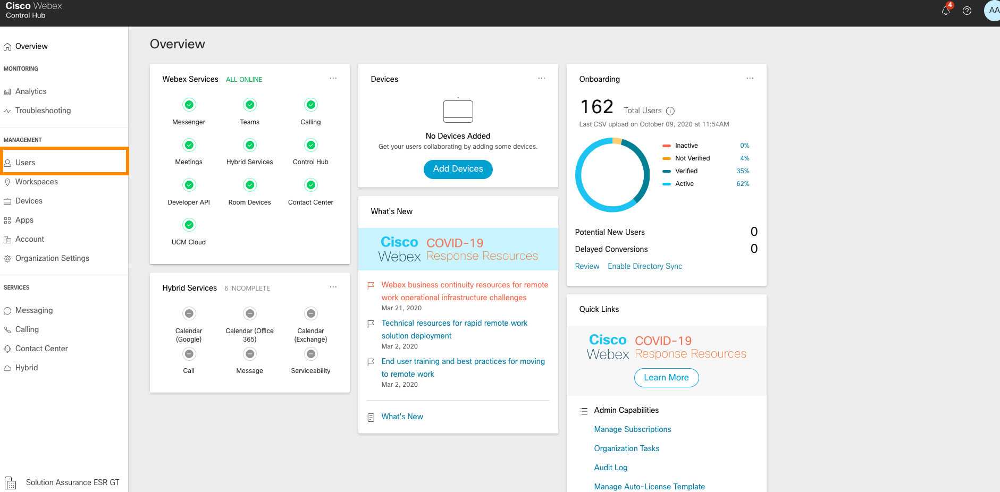 Cisco Webex
Control Hub
4
AA
Overview
MONITORING
Analytics
Troubleshooting
MANAGEMENT
Users
Workspaces
Devices
Apps
Account
Organization Settings
SERVICES
Messaging
Calling
Contact Center
Hybrid
Solution Assurance ESR GT
Overview
Webex Services ALL ONLINE
Messenger
Teams
Calling
Meetings
Hybrid Services
Control Hub
Developer API
Room Devices
Contact Center
UCM Cloud
Hybrid Services 6 INCOMPLETE
Calendar
(Google)
Calendar (Office
365)
Calendar
(Exchange)
Call
Message
Serviceability
Devices
No Devices Added
Get your users collaborating by adding some devices.
Add Devices
What's New
Cisco
Webex
COVID-19
Response Resources
Webex business continuity resources for remote
work operational infrastructure challenges
Mar 21, 2020
Technical resources for rapid remote work
solution deployment
Mar 2, 2020
End user training and best practices for moving
to remote work
Mar 2, 2020
What's New
Onboarding
162 Total Users
Last CSV upload on October 09, 2020 at 11:54AM
Inactive 0%
Not Verified 4%
Verified 35%
Active 62%
Potential New Users 0
Delayed Conversions 0
Review Enable Directory Sync
Quick Links
Cisco
Webex
COVID-19
Response Resources
Learn More
Admin Capabilities
Manage Subscriptions
Organization Tasks
Audit Log
Manage Auto-License Template